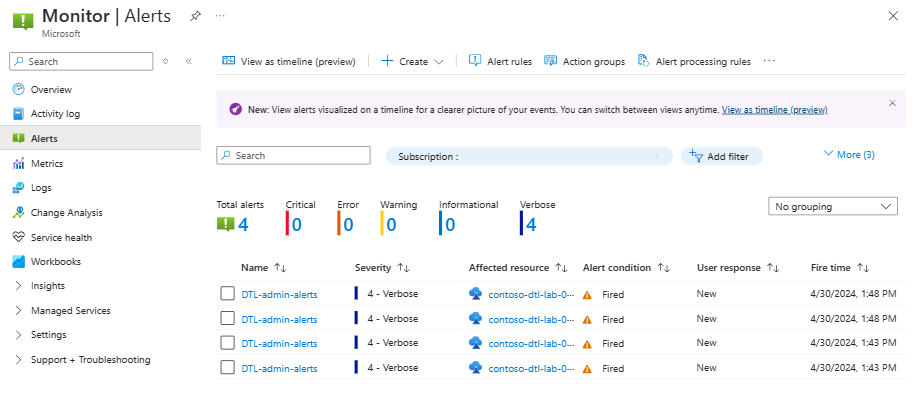 Monitor | Alerts
Microsoft
Search
View as timeline (preview) Create Alert rules Action groups Alert processing rules
Overview
Activity log
Alerts
Metrics
Logs
Change Analysis
Service health
Workbooks
Insights
Managed Services
Settings
Support + Troubleshooting
New: View alerts visualized on a timeline for a clearer picture of your events. You can switch between views anytime. View as timeline (preview)
Search Subscription : Add filter More (3)
Total alerts Critical Error Warning Informational Verbose
4 0 0 0 0 4
No grouping
Name Severity Affected resource Alert condition User response Fire time
DTL-admin-alerts 4 - Verbose contoso-dtl-lab-0··· Fired New 4/30/2024, 1:48 PM
DTL-admin-alerts 4 - Verbose contoso-dtl-lab-0··· Fired New 4/30/2024, 1:48 PM
DTL-admin-alerts 4 - Verbose contoso-dtl-lab-0··· Fired New 4/30/2024, 1:43 PM
DTL-admin-alerts 4 - Verbose contoso-dtl-lab-0··· Fired New 4/30/2024, 1:43 PM